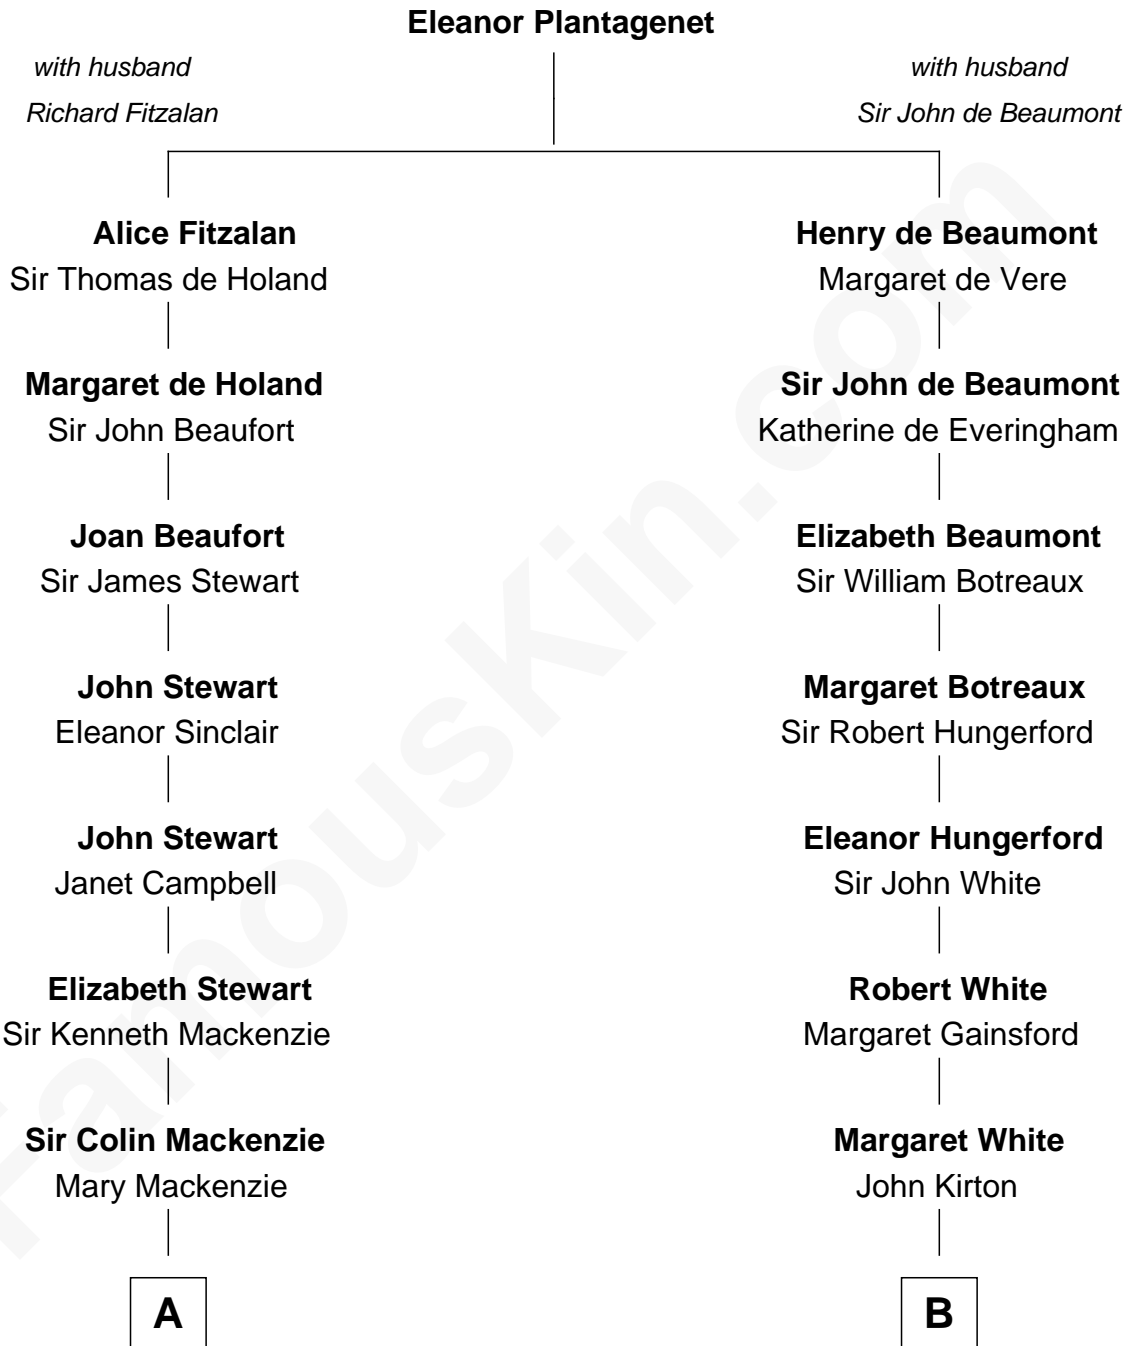 Eleanor Plantagenet
with husband
Richard Fitzalan
with husband
Sir John de Beaumont
Alice Fitzalan
Sir Thomas de Holand
Henry de Beaumont
Margaret de Vere
Margaret de Holand
Sir John Beaufort
Sir John de Beaumont
Katherine de Everingham
Joan Beaufort
Sir James Stewart
Elizabeth Beaumont
Sir William Botreaux
John Stewart
Eleanor Sinclair
Margaret Botreaux
Sir Robert Hungerford
John Stewart
Janet Campbell
Eleanor Hungerford
Sir John White
Elizabeth Stewart
Sir Kenneth Mackenzie
Robert White
Margaret Gainsford
Sir Colin Mackenzie
Mary Mackenzie
Margaret White
John Kirton
A
B
FamousKin.com